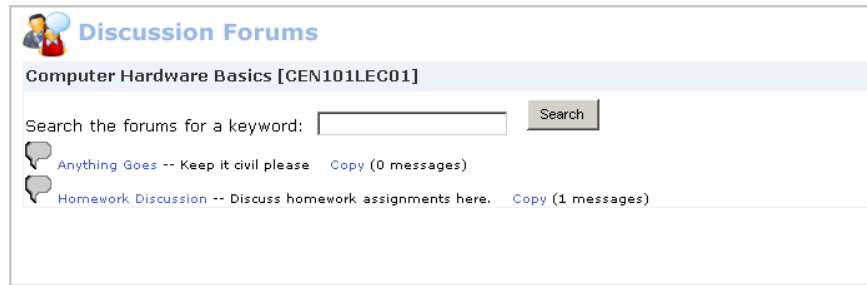 Discussion Forums
Computer Hardware Basics [CEN101LEC01]
Search the forums for a keyword: Search
Anything Goes -- Keep it civil please Copy (0 messages)
Homework Discussion -- Discuss homework assignments here. Copy (1 messages)